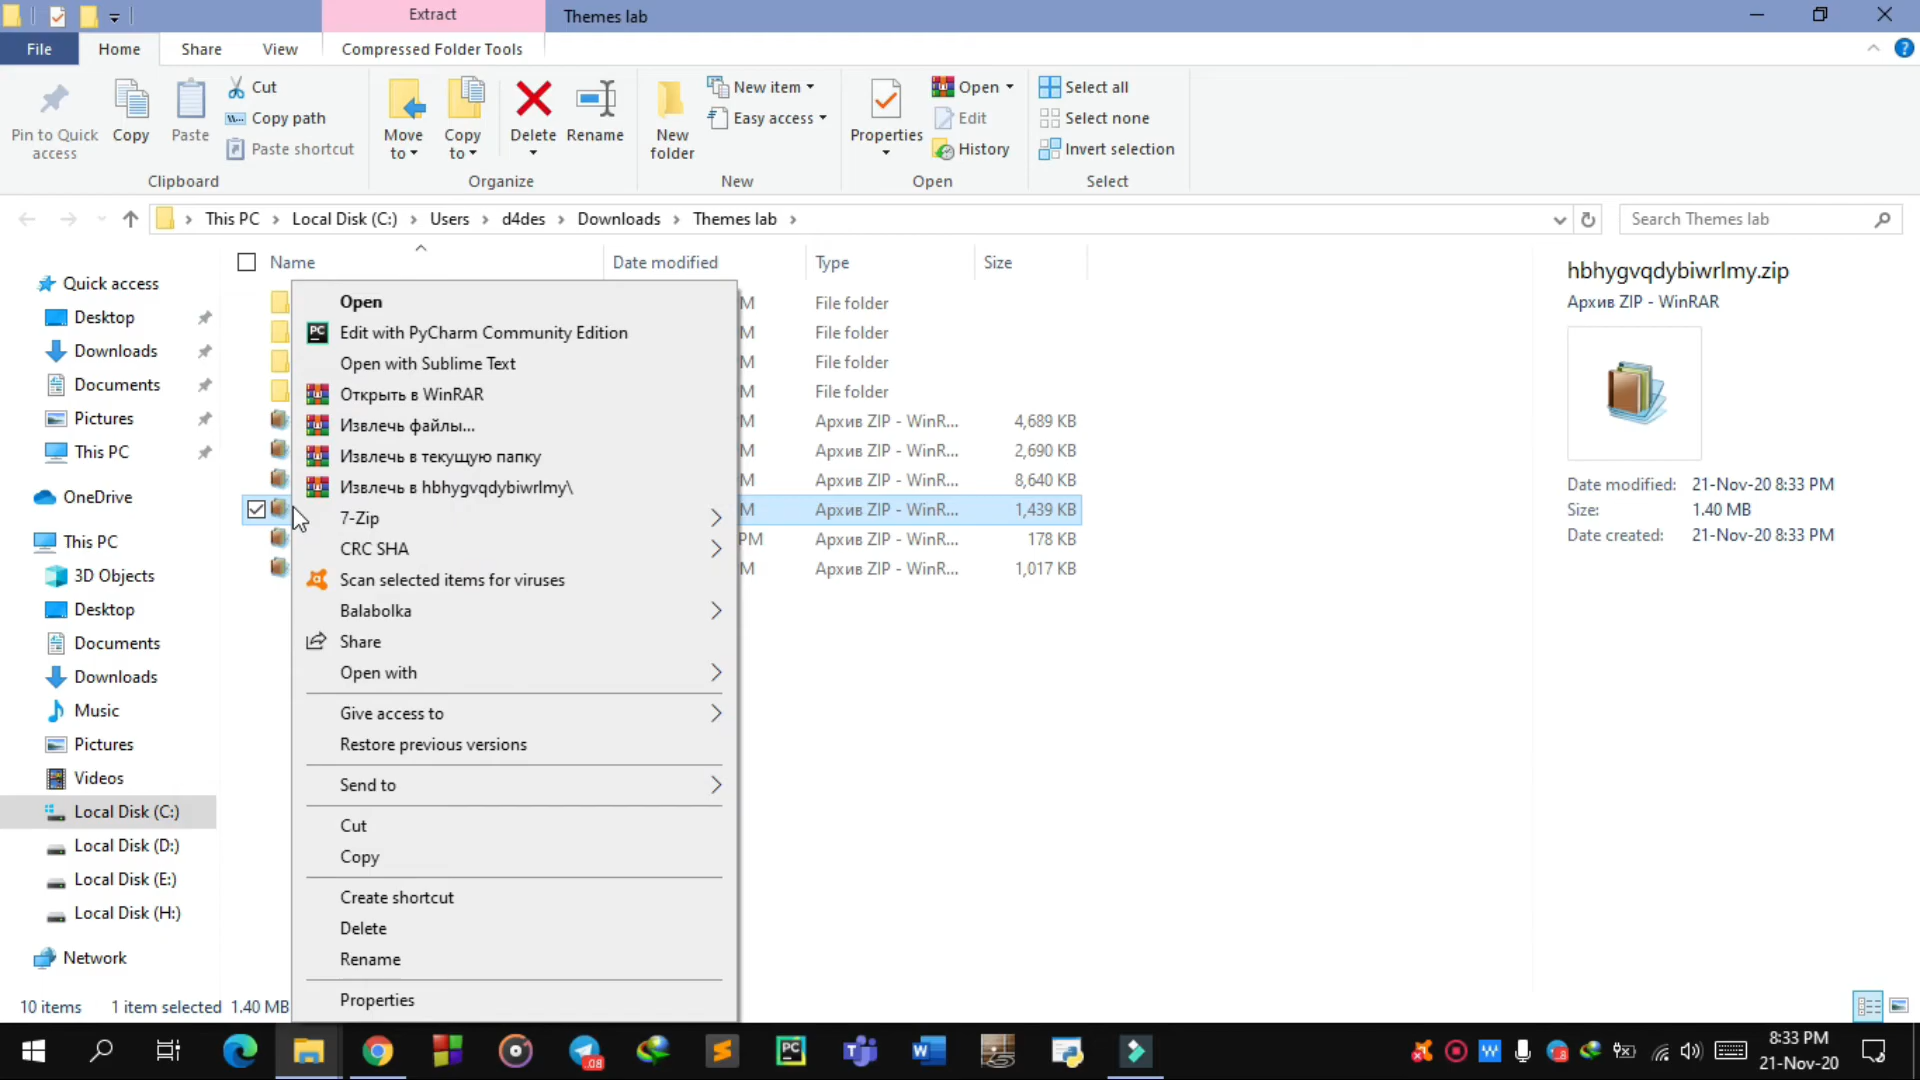 Extract
Themes lab
File
Home
Share
View
Compressed Folder Tools
Pin to Quick access
Copy
Paste
Cut
Copy path
Paste shortcut
Clipboard
Move to
Copy to
Delete
Rename
Organize
New folder
New item
Easy access
New
Properties
Open
Edit
History
Open
Select all
Select none
Invert selection
Select
This PC
Local Disk (C:)
Users
d4des
Downloads
Themes lab
Search Themes lab
Name
Date modified
Type
Size
Quick access
Desktop
Downloads
Documents
Pictures
This PC
OneDrive
This PC
3D Objects
Desktop
Documents
Downloads
Music
Pictures
Videos
Local Disk (C:)
Local Disk (D:)
Local Disk (E:)
Local Disk (H:)
Network
Open
Edit with PyCharm Community Edition
Open with Sublime Text
Открыть в WinRAR
Извлечь файлы...
Извлечь в текущую папку
Извлечь в hbhygvqdybiwrlmy\
7-Zip
CRC SHA
Scan selected items for viruses
Balabolka
Share
Open with
Give access to
Restore previous versions
Send to
Cut
Copy
Create shortcut
Delete
Rename
Properties
M File folder
M File folder
M File folder
M File folder
M Архив ZIP - WinR... 4,689 KB
M Архив ZIP - WinR... 2,690 KB
M Архив ZIP - WinR... 8,640 KB
M Архив ZIP - WinR... 1,439 KB
PM Архив ZIP - WinR... 178 KB
M Архив ZIP - WinR... 1,017 KB
hbhygvqdybiwrlmy.zip
Архив ZIP - WinRAR
Date modified: 21-Nov-20 8:33 PM
Size: 1.40 MB
Date created: 21-Nov-20 8:33 PM
10 items 1 item selected 1.40 MB
8:33 PM
21-Nov-20